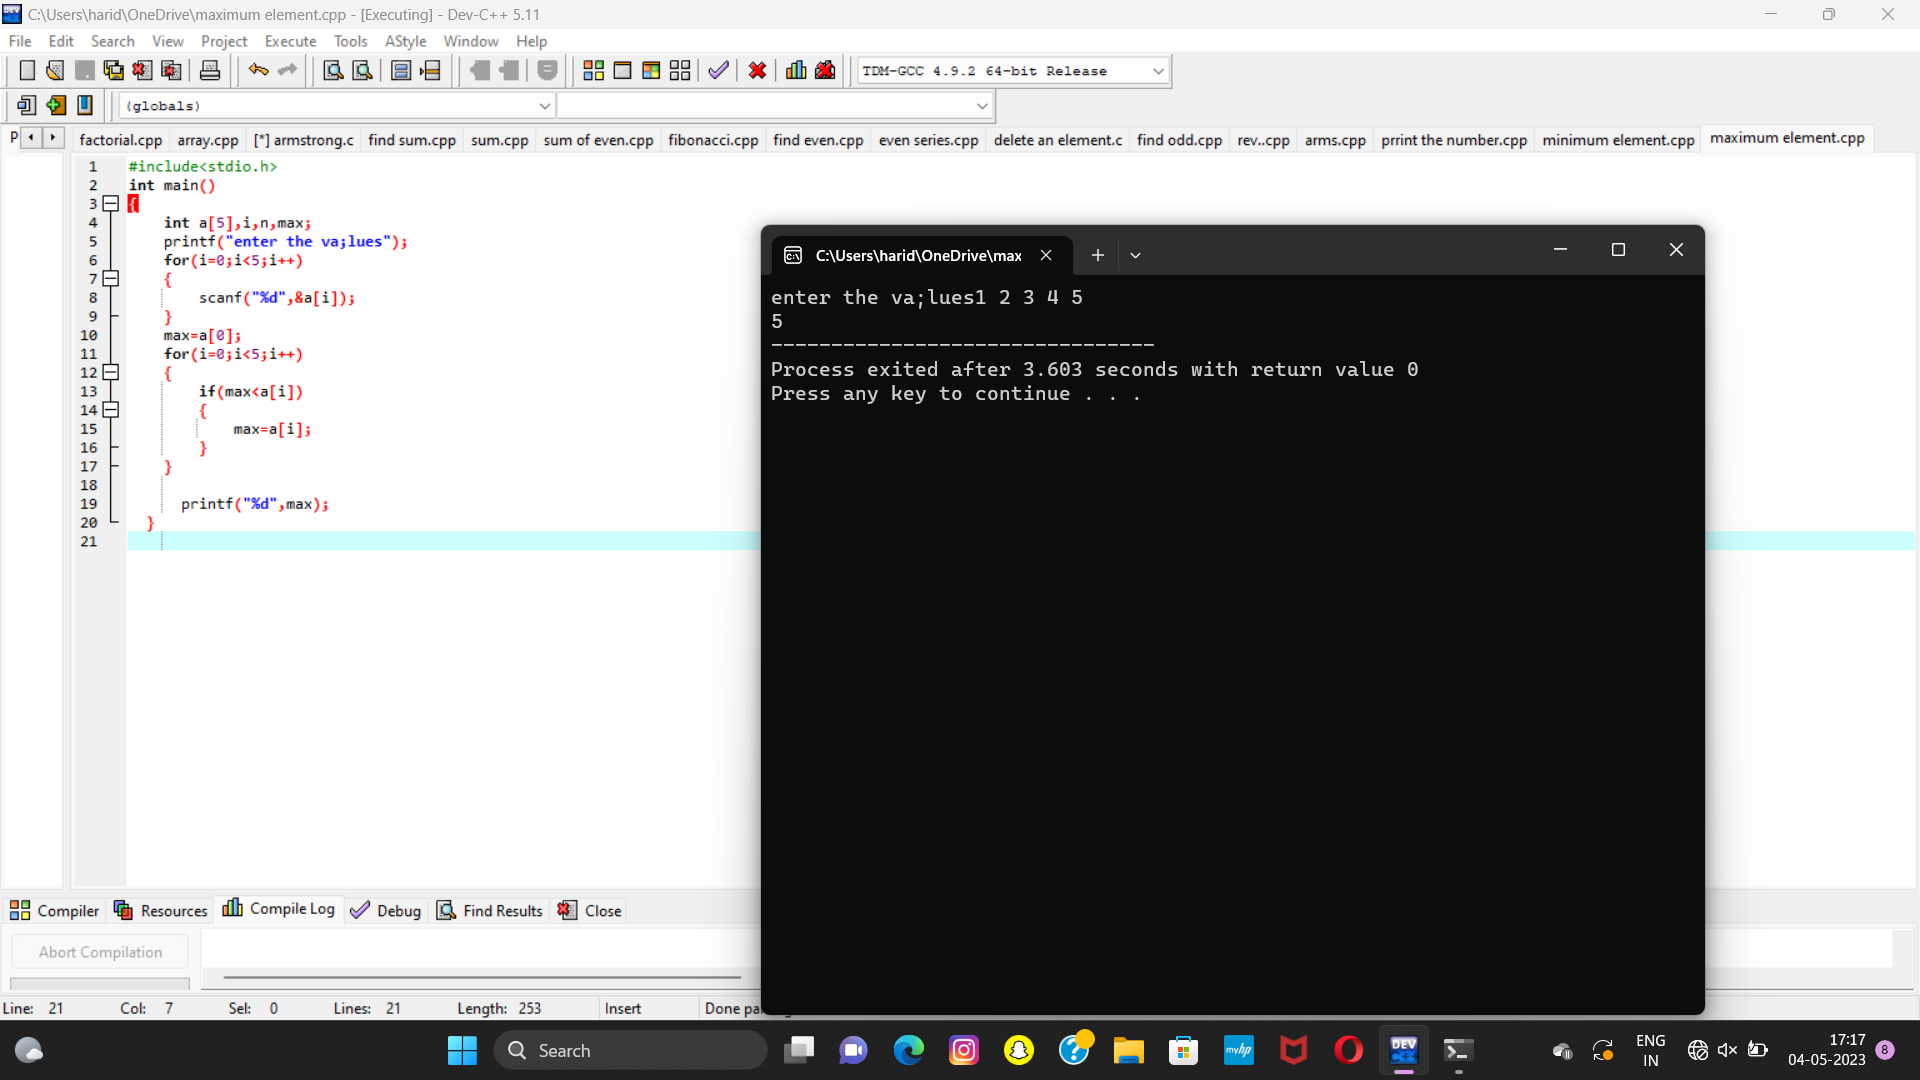 C:\Users\harid\OneDrive\maximum element.cpp - [Executing] - Dev-C++ 5.11
File Edit Search View Project Execute Tools AStyle Window Help
TDM-GCC 4.9.2 64-bit Release
(globals)
P factorial.cpp array.cpp [*] armstrong.c find sum.cpp sum.cpp sum of even.cpp fibonacci.cpp find even.cpp even series.cpp delete an element.c find odd.cpp rev..cpp arms.cpp prrint the number.cpp minimum element.cpp maximum element.cpp
1 #include<stdio.h>
2 int main()
3 {
4 int a[5],i,n,max;
5 printf("enter the va;lues");
6 for(i=0;i<5;i++)
7 {
8 scanf("%d",&a[i]);
9 }
10 max=a[0];
11 for(i=0;i<5;i++)
12 {
13 if(max<a[i])
14 {
15 max=a[i];
16 }
17 }
18
19 printf("%d",max);
20 }
21
C:\Users\harid\OneDrive\max
enter the va;lues1 2 3 4 5
5
--------------------------------
Process exited after 3.603 seconds with return value 0
Press any key to continue . . .
Compiler Resources Compile Log Debug Find Results Close
Abort Compilation
Line: 21 Col: 7 Sel: 0 Lines: 21 Length: 253 Insert Done
Search
myhp
DEV C++
ENG
IN
17:17
04-05-2023
8